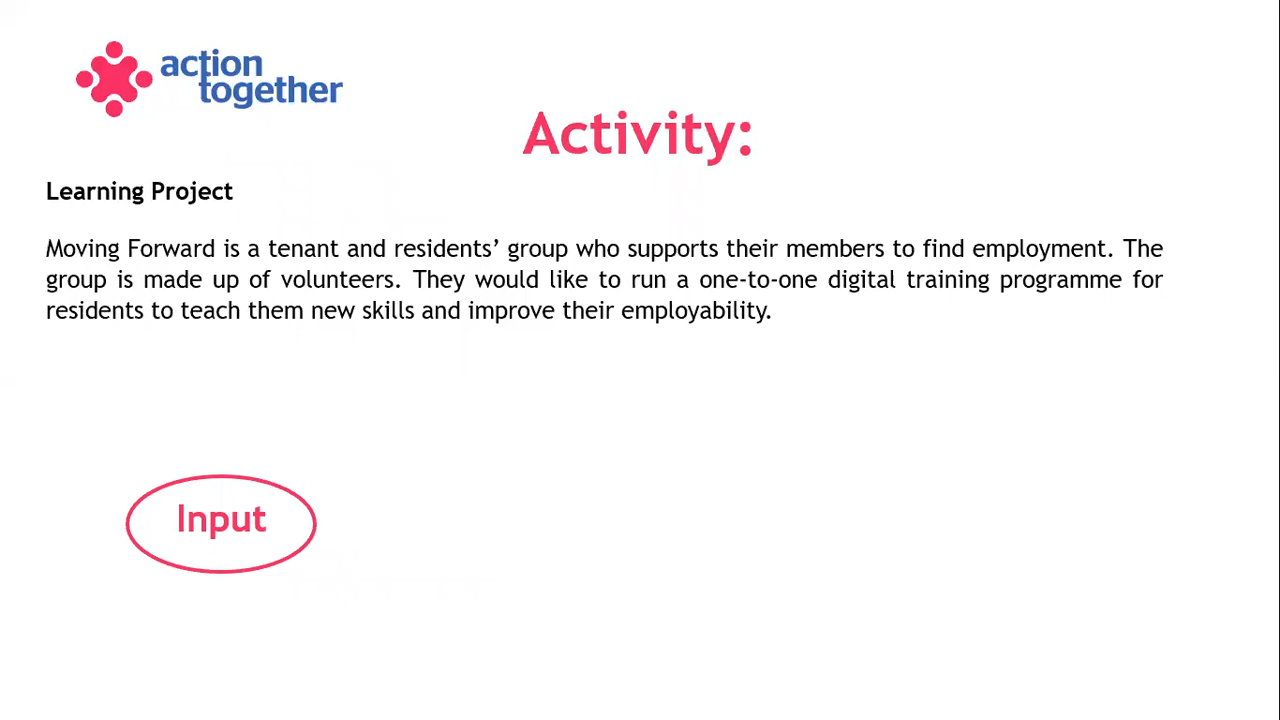 action
together
Activity:
Learning Project
Moving Forward is a tenant and residents’ group who supports their members to find employment. The
group is made up of volunteers. They would like to run a one-to-one digital training programme for
residents to teach them new skills and improve their employability.
Input